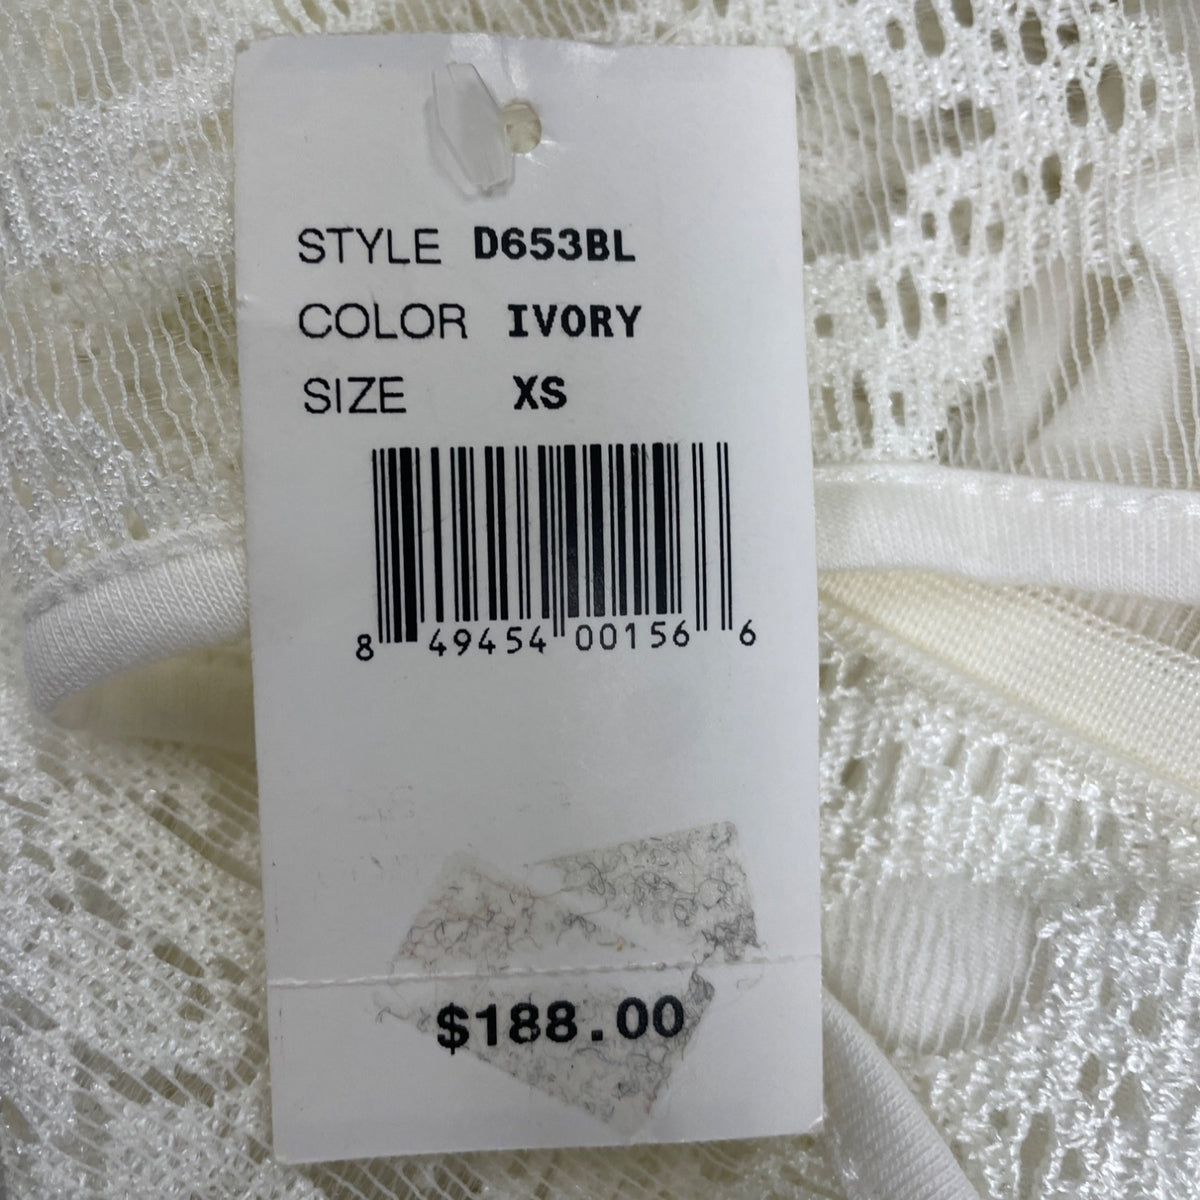 STYLE D653BL
COLOR IVORY
SIZE XS
8 49454 00156 6
$188.00